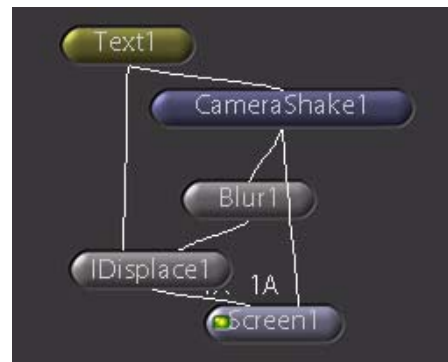 Text1
CameraShake1
Blur1
IDisplace1
1A
Screen1